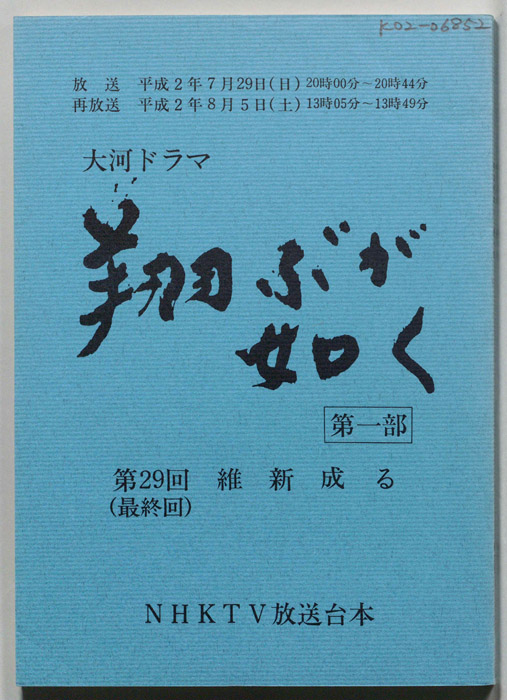 K02-06852
放 送 平成2年7月29日(日) 20時00分～20時44分
再放送 平成2年8月5日(土) 13時05分～13時49分
大河ドラマ
翔ぶが
如く
第一部
第29回 維新成る
(最終回)
NHKTV放送台本